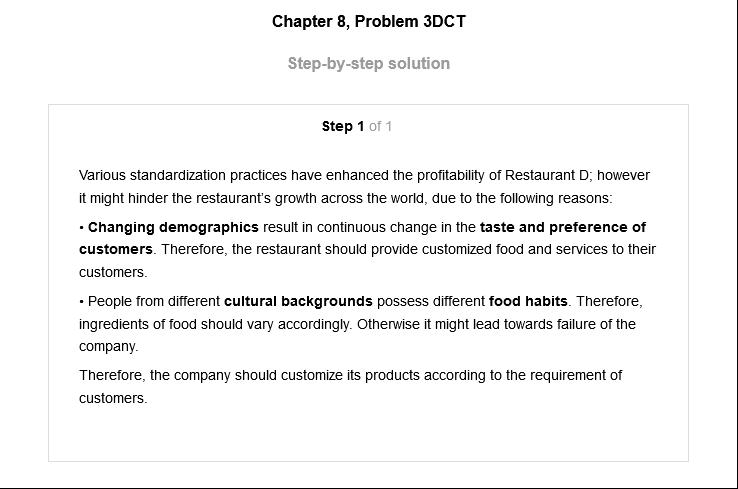 Chapter 8, Problem 3DCT
Step-by-step solution
Step 1 of 1
Various standardization practices have enhanced the profitability of Restaurant D; however
it might hinder the restaurant's growth across the world, due to the following reasons:
• Changing demographics result in continuous change in the taste and preference of
customers. Therefore, the restaurant should provide customized food and services to their
customers.
• People from different cultural backgrounds possess different food habits. Therefore,
ingredients of food should vary accordingly. Otherwise it might lead towards failure of the
company.
Therefore, the company should customize its products according to the requirement of
customers.